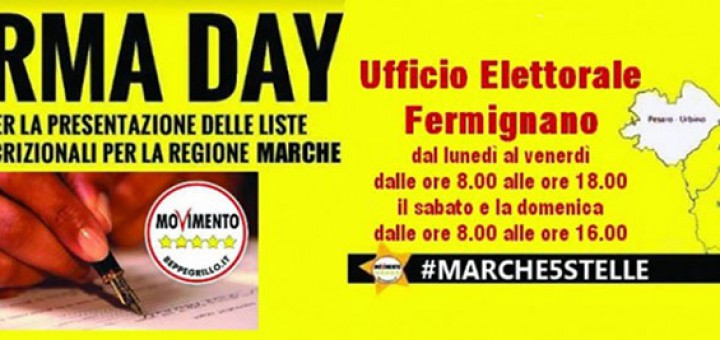 RMA DAY
ER LA PRESENTAZIONE DELLE LISTE
CRIZIONALI PER LA REGIONE MARCHE
MOVIMENTO
BEPPEGRILLO.IT
Ufficio Elettorale
Fermignano
dal lunedì al venerdì
dalle ore 8.00 alle ore 18.00
il sabato e la domenica
dalle ore 8.00 alle ore 16.00
Pesaro - Urbino
MOVIMENTO
#MARCHE5STELLE